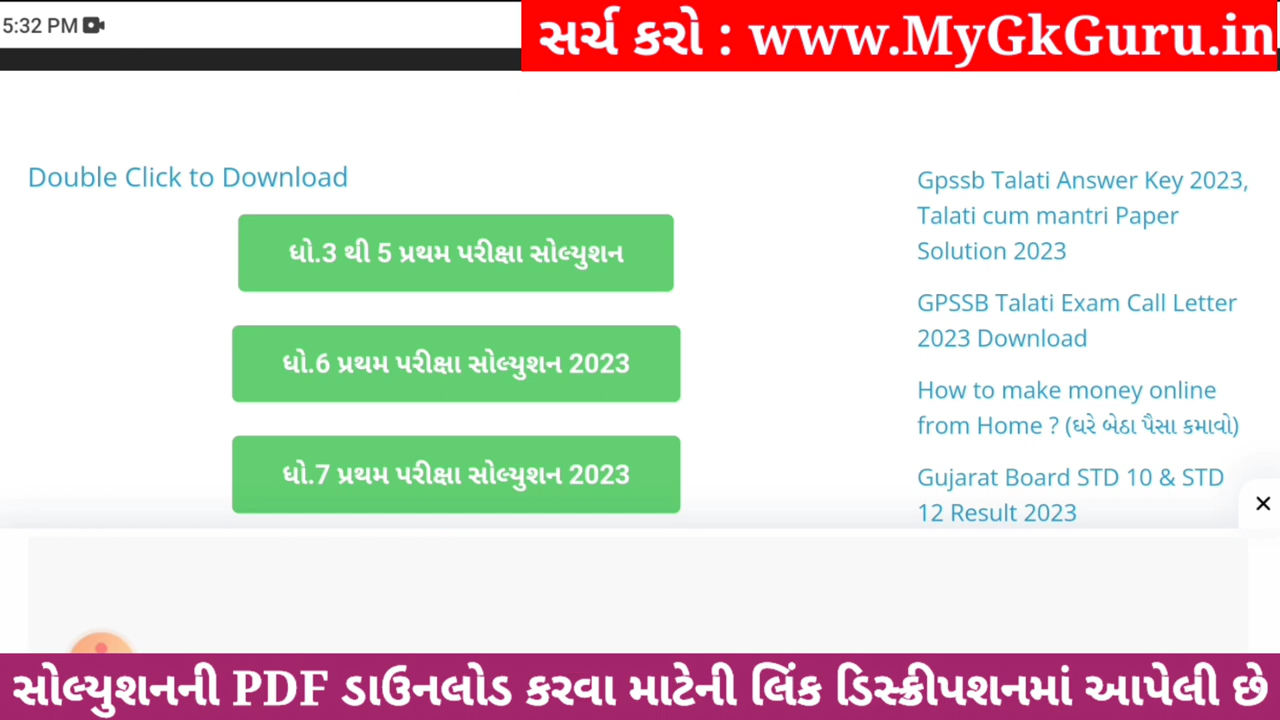 5:32 PM
સર્ચ કરો : www.MyGkGuru.in
Double Click to Download
ધો.3 થી 5 પ્રથમ પરીક્ષા સોલ્યુશન
ધો.6 પ્રથમ પરીક્ષા સોલ્યુશન 2023
ધો.7 પ્રથમ પરીક્ષા સોલ્યુશન 2023
Gpssb Talati Answer Key 2023,
Talati cum mantri Paper
Solution 2023
GPSSB Talati Exam Call Letter
2023 Download
How to make money online
from Home ? (ઘરે બેઠા પૈસા કમાવો)
Gujarat Board STD 10 & STD
12 Result 2023
સોલ્યુશનની PDF ડાઉનલોડ કરવા માટેની લિંક ડિસ્ક્રીપશનમાં આપેલી છે